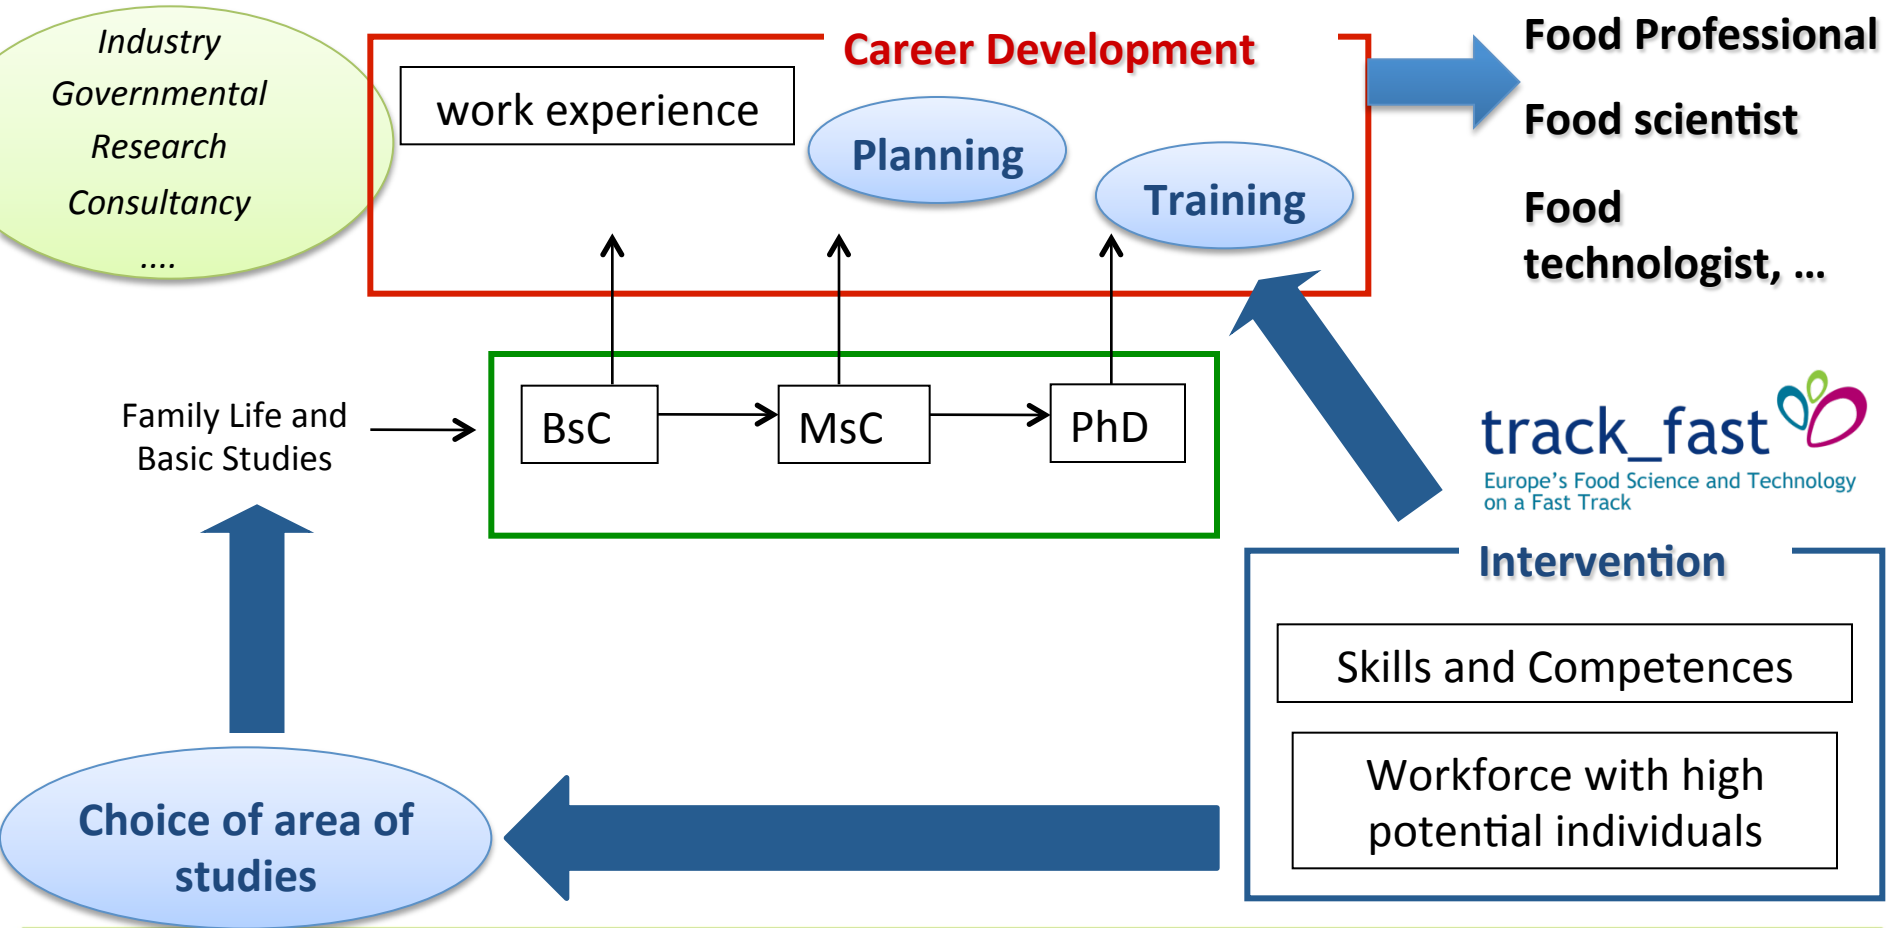 Industry
Governmental
Research
Consultancy
....
Career Development
work experience
Planning
Training
Food Professional
Food scientist
Food
technologist, ...
Family Life and
Basic Studies
BsC
MsC
PhD
track_fast
Europe's Food Science and Technology
on a Fast Track
Intervention
Skills and Competences
Workforce with high
potential individuals
Choice of area of
studies